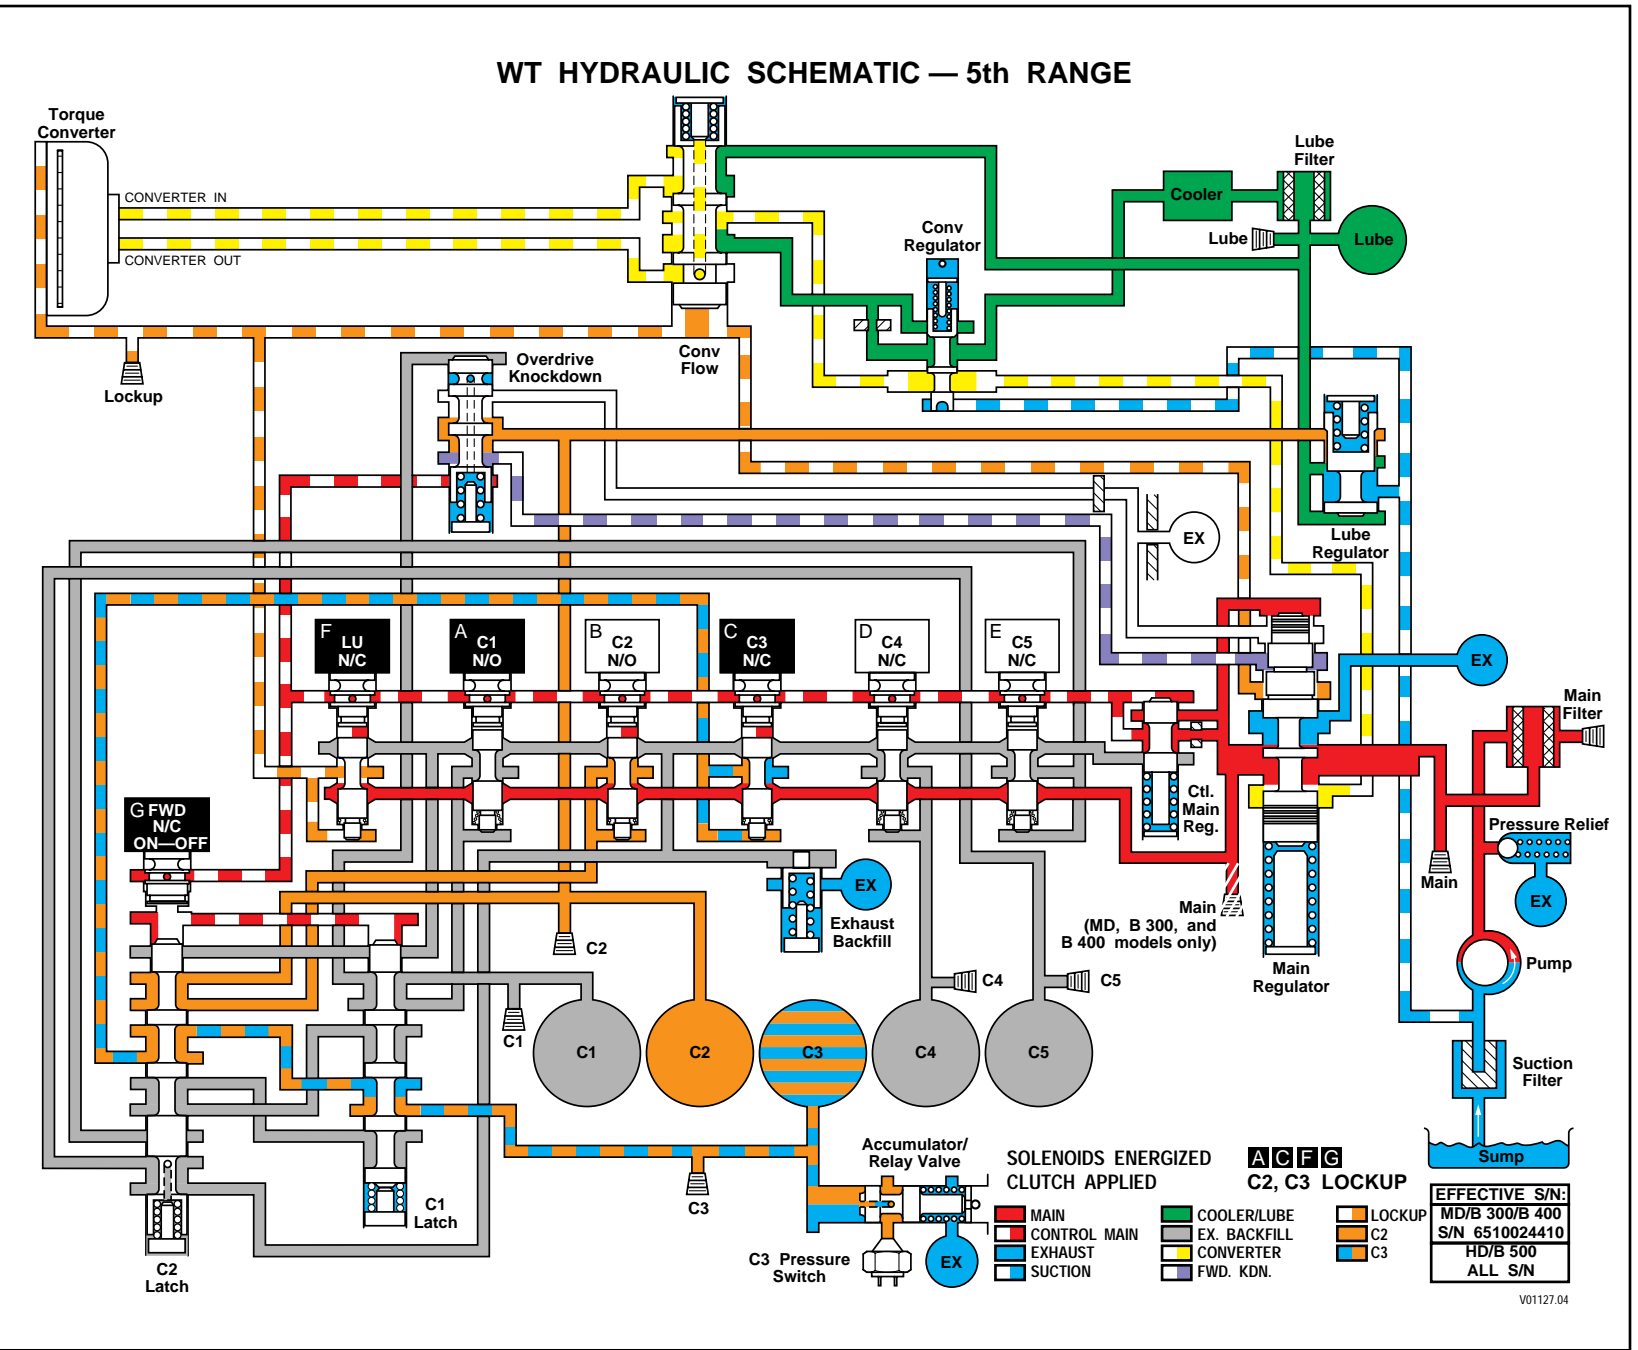 WT HYDRAULIC SCHEMATIC — 5th RANGE
Torque
Converter
CONVERTER IN
CONVERTER OUT
Lockup
Conv
Flow
Overdrive
Knockdown
Conv
Regulator
Cooler
Lube
Filter
Lube
Lube
Lube
Regulator
EX
EX
F
LU
N/C
A
C1
N/O
B
C2
N/O
C
C3
N/C
D
C4
N/C
E
C5
N/C
G FWD
N/C
ON—OFF
Ctl.
Main
Reg.
Main
Filter
Pressure Relief
EX
Main
Main
(MD, B 300, and
B 400 models only)
Main
Regulator
EX
Exhaust
Backfill
Pump
C2
C4
C5
C1
C1
C2
C3
C4
C5
Suction
Filter
Sump
C3
C1
Latch
C2
Latch
Accumulator/
Relay Valve
C3 Pressure
Switch
EX
SOLENOIDS ENERGIZED
A C F G
CLUTCH APPLIED
C2, C3 LOCKUP
MAIN
CONTROL MAIN
EXHAUST
SUCTION
COOLER/LUBE
EX. BACKFILL
CONVERTER
FWD. KDN.
LOCKUP
C2
C3
EFFECTIVE S/N:
MD/B 300/B 400
S/N 6510024410
HD/B 500
ALL S/N
V01127.04